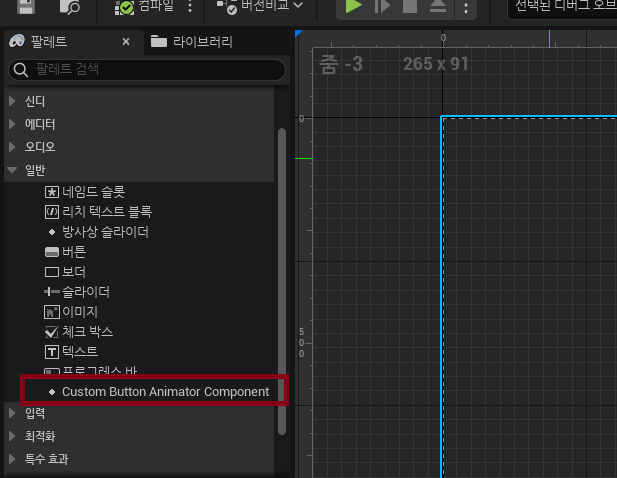 컴파일
버전비교
선택된 디버그 오브
팔레트
라이브러리
팔레트 검색
신디
에디터
오디오
일반
네임드 슬롯
리치 텍스트 블록
방사상 슬라이더
버튼
보더
슬라이더
이미지
체크 박스
텍스트
프로그레스 바
Custom Button Animator Component
입력
최적화
특수 효과
줌 -3
265 x 91
0
0
500